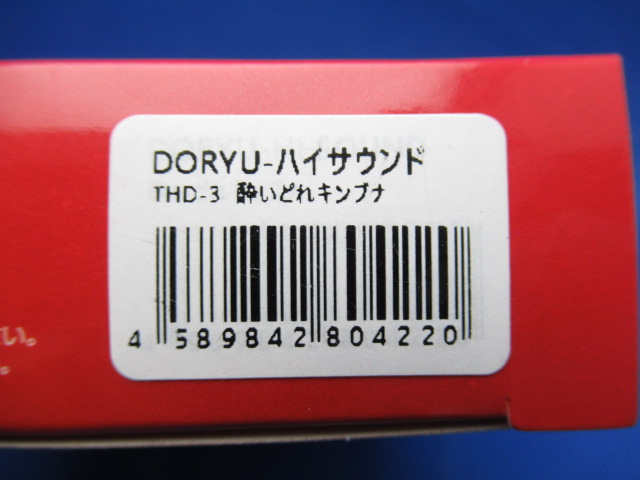 DORYU-ハイサウンド
THD-3 酔いどれキンブナ
4 589842 804220
い。